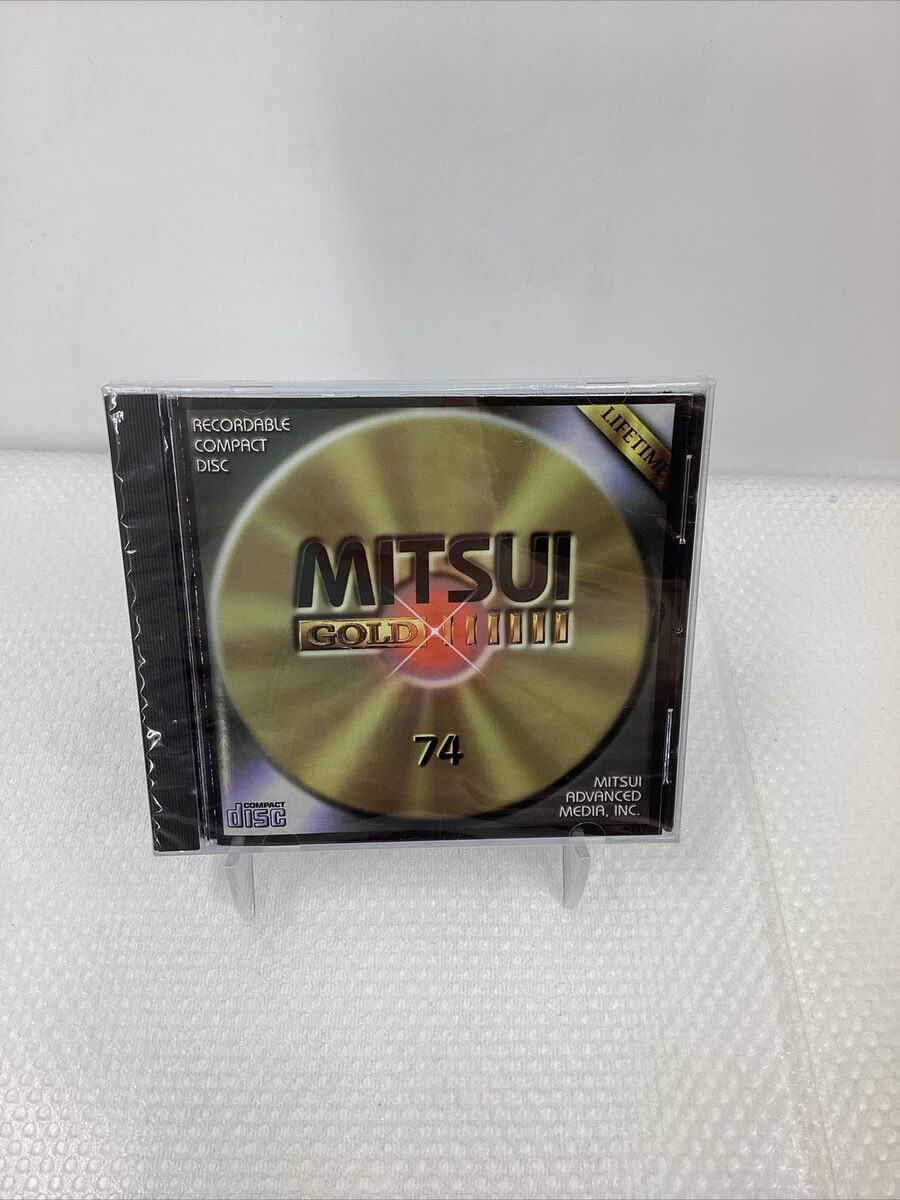 RECORDABLE
COMPACT
DISC
LIFETIME
MITSUI
GOLD
74
COMPACT
disc
MITSUI
ADVANCED
MEDIA, INC.